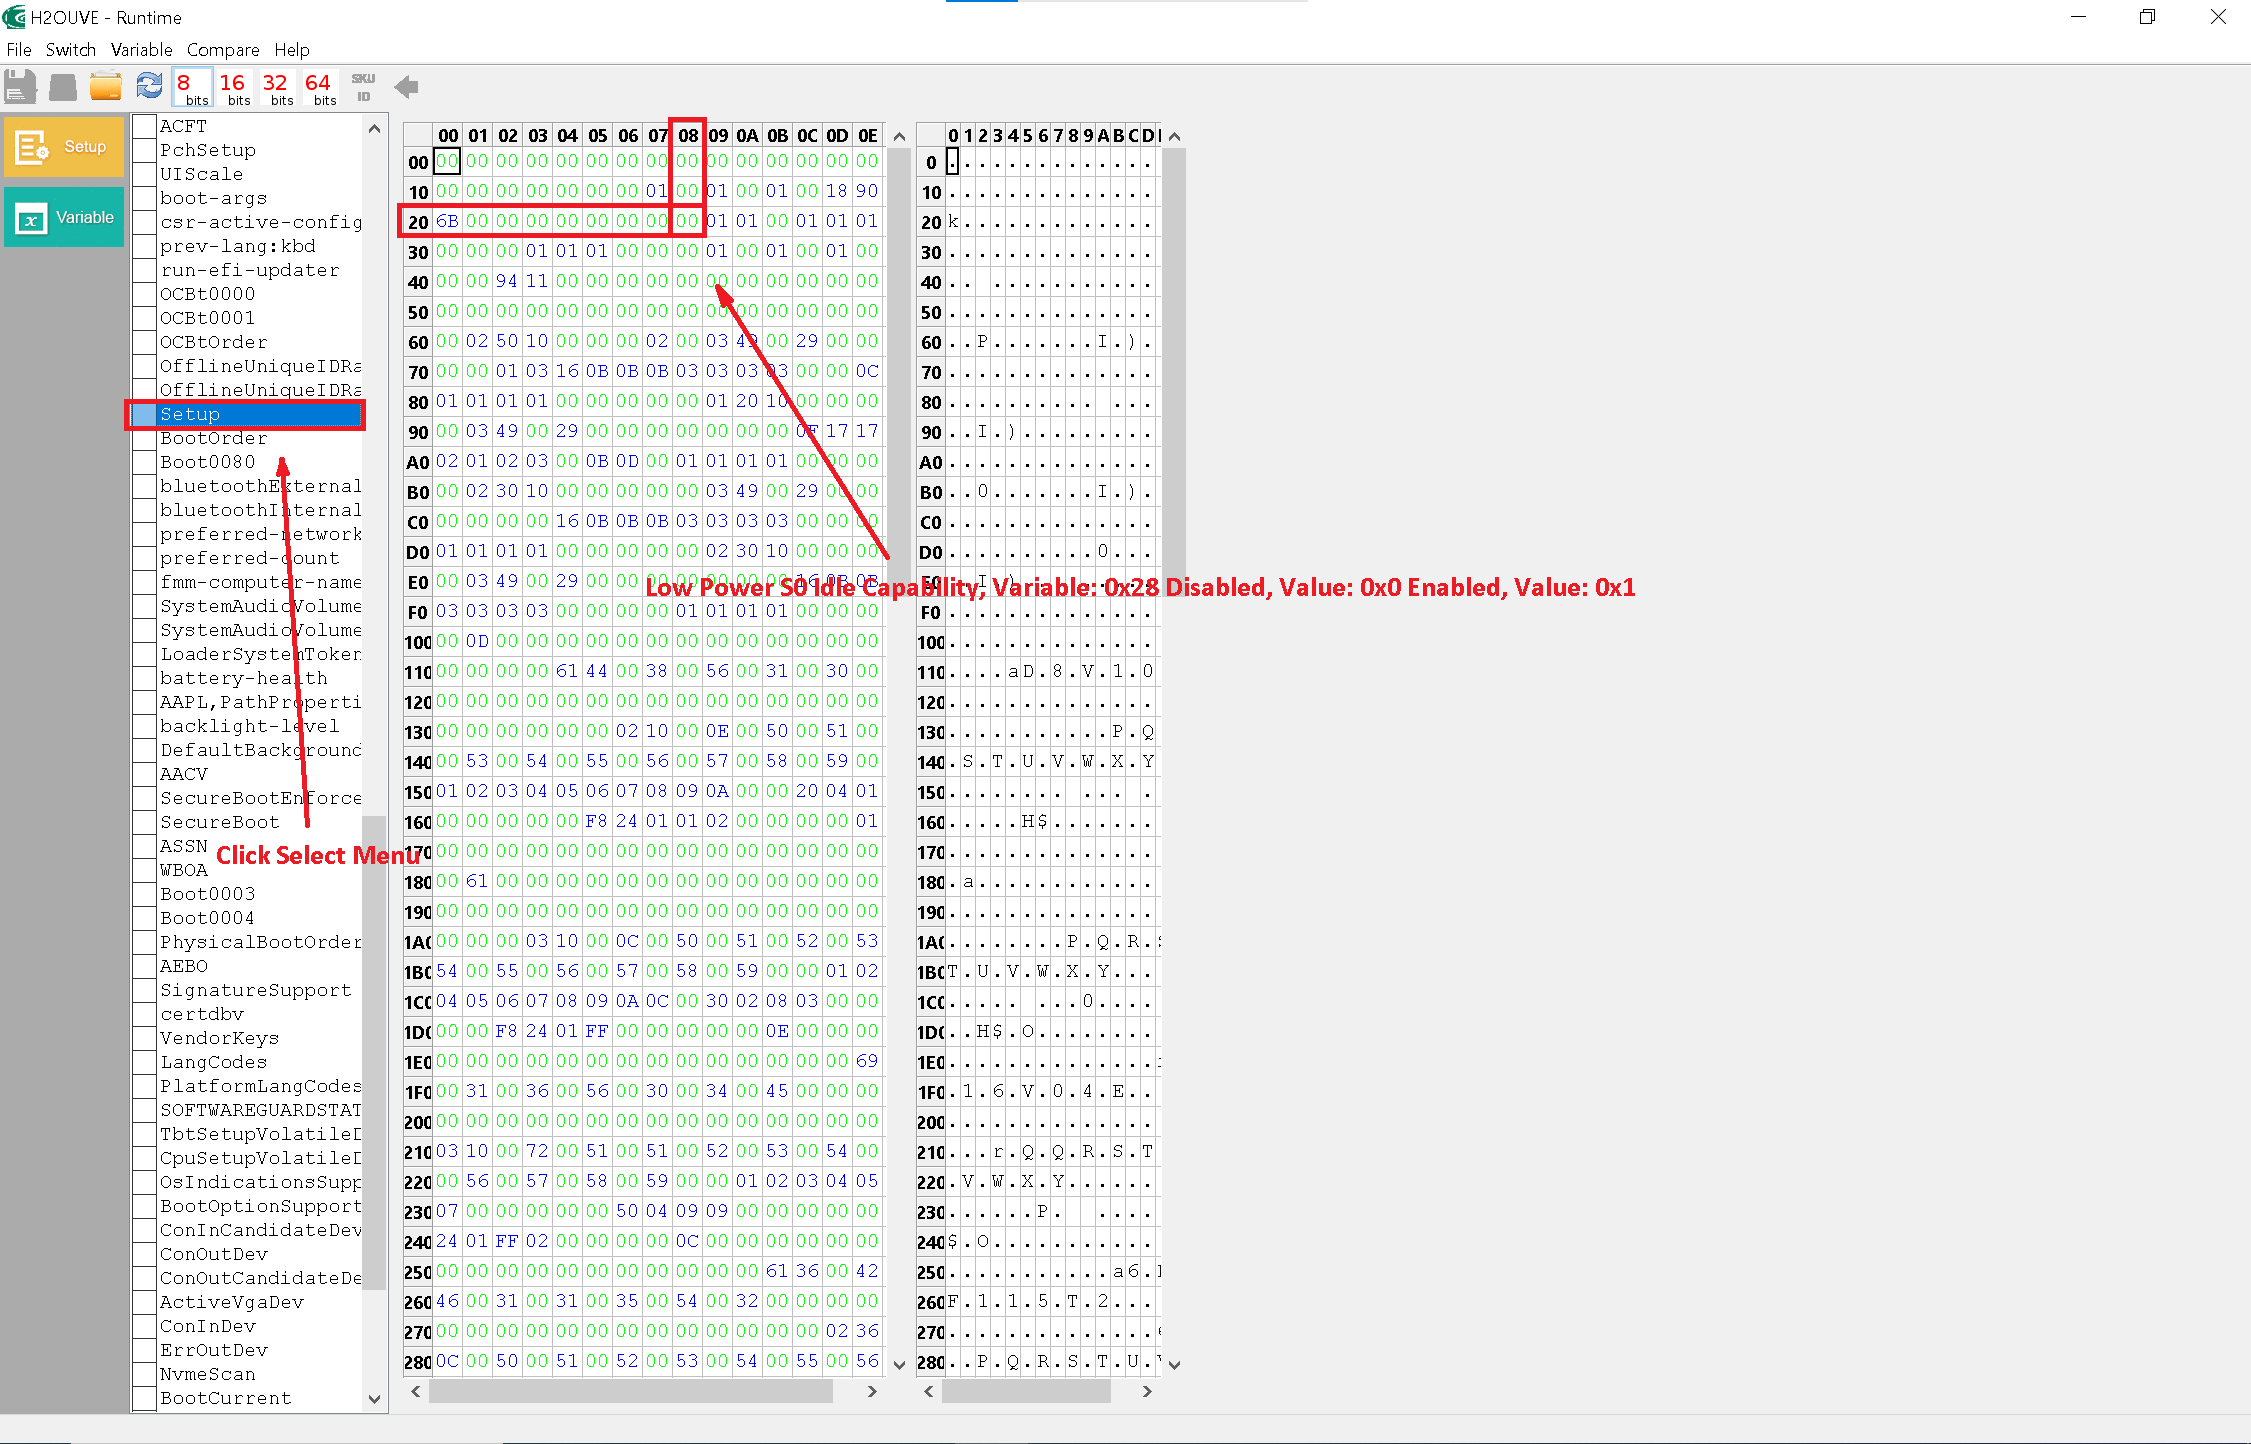 H2OUVE - Runtime
File Switch Variable Compare Help
8 bits 16 bits 32 bits 64 bits SKU ID
Setup
Variable
ACFT
PchSetup
UIScale
boot-args
csr-active-config
prev-lang:kbd
run-efi-updater
OCBt0000
OCBt0001
OCBtOrder
OfflineUniqueIDRa
OfflineUniqueIDRa
Setup
BootOrder
Boot0080
bluetoothExternal
bluetoothInternal
preferred-network
preferred-count
fmm-computer-name
SystemAudioVolume
SystemAudioVolume
LoaderSystemToken
battery-health
AAPL,PathProperti
backlight-level
DefaultBackground
AACV
SecureBootEnforce
SecureBoot
ASSN
WBOA
Boot0003
Boot0004
PhysicalBootOrder
AEBO
SignatureSupport
certdbv
VendorKeys
LangCodes
PlatformLangCodes
SOFTWAREGUARDSTAT
TbtSetupVolatileD
CpuSetupVolatileD
OsIndicationsSupp
BootOptionSupport
ConInCandidateDev
ConOutDev
ConOutCandidateDe
ActiveVgaDev
ConInDev
ErrOutDev
NvmeScan
BootCurrent
Click Select Menu
00 01 02 03 04 05 06 07 08 09 0A 0B 0C 0D 0E
00 00 00 00 00 00 00 00 00 00 00 00 00 00 00 00
10 00 00 00 00 00 00 00 01 00 01 00 01 00 18 90
20 6B 00 00 00 00 00 00 00 00 01 01 00 01 01 01
30 00 00 00 01 01 01 00 00 00 01 00 01 00 01 00
40 00 00 94 11 00 00 00 00 00 00 00 00 00 00 00
50 00 00 00 00 00 00 00 00 00 00 00 00 00 00 00
60 00 02 50 10 00 00 00 02 00 03 49 00 29 00 00
70 00 00 01 03 16 0B 0B 0B 03 03 03 03 00 00 0C
80 01 01 01 01 00 00 00 00 00 01 20 10 00 00 00
90 00 03 49 00 29 00 00 00 00 00 00 00 0F 17 17
A0 02 01 02 03 00 0B 0D 00 01 01 01 01 00 00 00
B0 00 02 30 10 00 00 00 00 00 03 49 00 29 00 00
C0 00 00 00 00 16 0B 0B 0B 03 03 03 03 00 00 00
D0 01 01 01 01 00 00 00 00 00 02 30 10 00 00 00
E0 00 03 49 00 29 00 00 00 00 00 00 00 16 0B 0B
Low Power S0 Idle Capability, Variable: 0x28 Disabled, Value: 0x0 Enabled, Value: 0x1
F0 03 03 03 03 00 00 00 00 01 01 01 01 00 00 00
100 00 0D 00 00 00 00 00 00 00 00 00 00 00 00 00
110 00 00 00 00 61 44 00 38 00 56 00 31 00 30 00
120 00 00 00 00 00 00 00 00 00 00 00 00 00 00 00
130 00 00 00 00 00 00 02 10 00 0E 00 50 00 51 00
140 00 53 00 54 00 55 00 56 00 57 00 58 00 59 00
150 01 02 03 04 05 06 07 08 09 0A 00 00 20 04 01
160 00 00 00 00 00 F8 24 01 01 02 00 00 00 00 01
170 00 00 00 00 00 00 00 00 00 00 00 00 00 00 00
180 00 61 00 00 00 00 00 00 00 00 00 00 00 00 00
190 00 00 00 00 00 00 00 00 00 00 00 00 00 00 00
1A0 00 00 00 03 10 00 0C 00 50 00 51 00 52 00 53
1B0 54 00 55 00 56 00 57 00 58 00 59 00 00 01 02
1C0 04 05 06 07 08 09 0A 0C 00 30 02 08 03 00 00
1D0 00 00 F8 24 01 FF 00 00 00 00 00 0E 00 00 00
1E0 00 00 00 00 00 00 00 00 00 00 00 00 00 00 69
1F0 00 31 00 36 00 56 00 30 00 34 00 45 00 00 00
200 00 00 00 00 00 00 00 00 00 00 00 00 00 00 00
210 03 10 00 72 00 51 00 51 00 52 00 53 00 54 00
220 00 56 00 57 00 58 00 59 00 00 01 02 03 04 05
230 07 00 00 00 00 00 50 04 09 09 00 00 00 00 00
240 24 01 FF 02 00 00 00 00 0C 00 00 00 00 00 00
250 00 00 00 00 00 00 00 00 00 00 00 61 36 00 42
260 46 00 31 00 31 00 35 00 54 00 32 00 00 00 00
270 00 00 00 00 00 00 00 00 00 00 00 00 00 02 36
280 0C 00 50 00 51 00 52 00 53 00 54 00 55 00 56
0 1 2 3 4 5 6 7 8 9 A B C D
0 . . . . . . . . . . . . . .
10 . . . . . . . . . . . . . .
20 k
30 . . . . . . . . . . . . . .
40 . . . . . . . . . . . . .
50 . . . . . . . . . . . . . .
60 . . P . . . . . . . I . ) .
70 . . . . . . . . . . . . . .
80 . . . . . . . . . . . . .
90 . . I . ) . . . . . . . . .
A0 . . . . . . . . . . . . . .
B0 . . 0 . . . . . . . I . ) .
C0 . . . . . . . . . . . . . .
D0 . . . . . . . . . . 0 . . .
E0 . . I . ) . . . . . . . . .
F0 . . . . . . . . . . . . . .
100 . . . . . . . . . . . . . .
110 . . . . a D . 8 . V . 1 . 0
120 . . . . . . . . . . . . . .
130 . . . . . . . . . . . P . Q
140 . S . T . U . V . W . X . Y
150 . . . . . . . . . . . .
160 . . . . . H $ . . . . . . .
170 . . . . . . . . . . . . . .
180 . a . . . . . . . . . . . .
190 . . . . . . . . . . . . . .
1A0 . . . . . . . . P . Q . R .
1B0 T . U . V . W . X . Y . . .
1C0 . . . . . . . . 0 . . . .
1D0 . . H $ . O . . . . . . . .
1E0 . . . . . . . . . . . . . .
1F0 . 1 . 6 . V . 0 . 4 . E . .
200 . . . . . . . . . . . . . .
210 . . . r . Q . Q . R . S . T
220 . V . W . X . Y . . . . . .
230 . . . . . . P . . . . .
240 $ . O . . . . . . . . . . .
250 . . . . . . . . . . . a 6 .
260 F . 1 . 1 . 5 . T . 2 . . .
270 . . . . . . . . . . . . . .
280 . . P . Q . R . S . T . U .